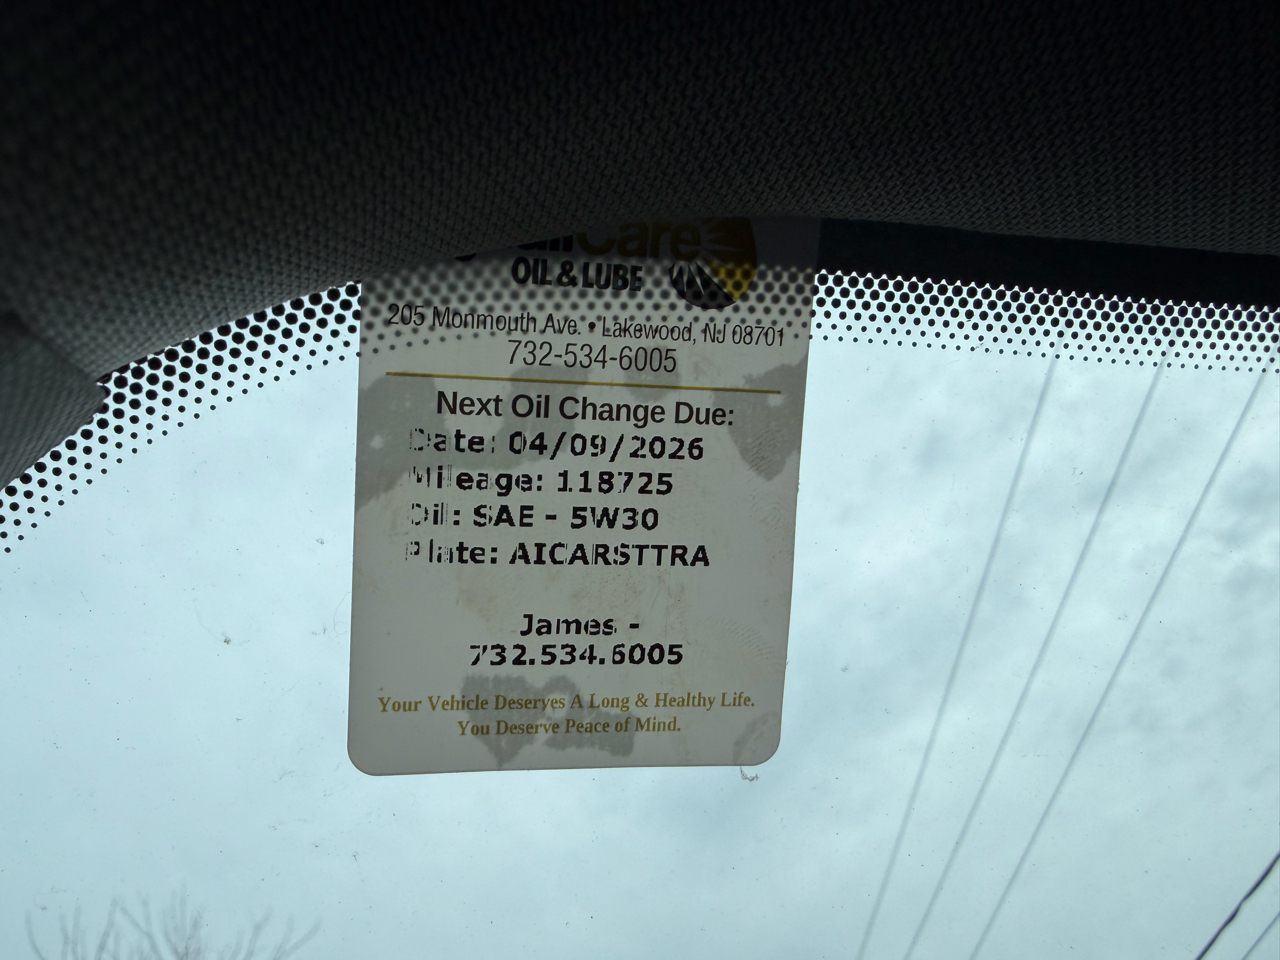 Care
OIL & LUBE
205 Monmouth Ave. • Lakewood, NJ 08701
732-534-6005
Next Oil Change Due:
Date: 04/09/2026
Mileage: 118725
Oil: SAE - 5W30
Plate: AICARSTTRA
James -
732.534.6005
Your Vehicle Deserves A Long & Healthy Life.
You Deserve Peace of Mind.